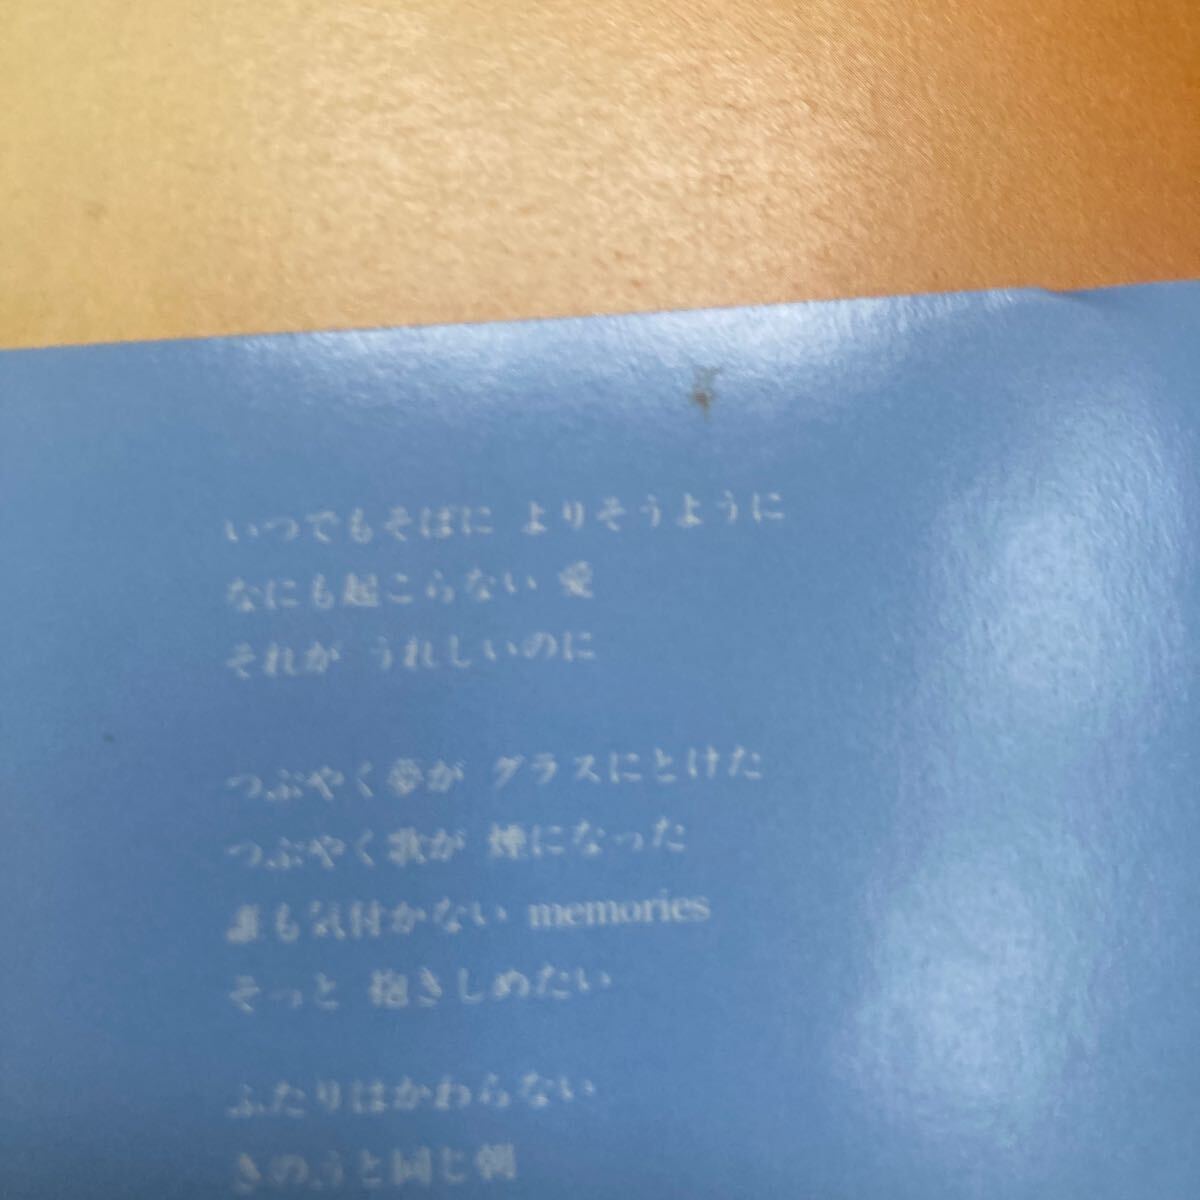 いつでもそばに よりそうように
なにも起こらない 愛
それが うれしいのに
つぶやく夢が グラスにとけた
つぶやく歌が 煙になった
誰も気付かない memories
そっと 抱きしめたい
ふたりはかわらない
きのうと同じ朝